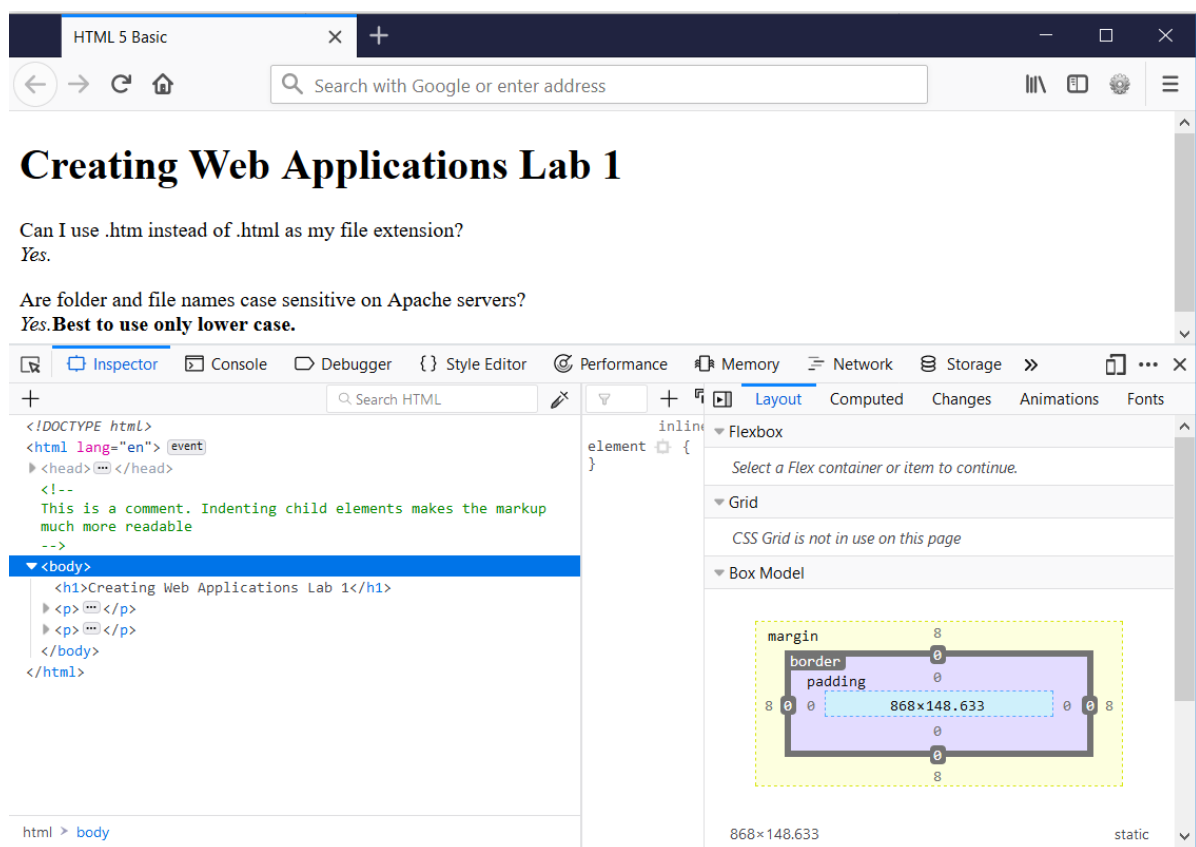 HTML 5 Basic
Search with Google or enter address
Creating Web Applications Lab 1
Can I use .htm instead of .html as my file extension?
Yes.
Are folder and file names case sensitive on Apache servers?
Yes.Best to use only lower case.
Inspector Console Debugger {} Style Editor Performance Memory Network Storage
Search HTML
Layout Computed Changes Animations Fonts
<!DOCTYPE html>
<html lang="en"> event
<head> </head>
<!--
This is a comment. Indenting child elements makes the markup
much more readable
-->
<body>
<h1>Creating Web Applications Lab 1</h1>
<p> </p>
<p> </p>
</body>
</html>
html > body
inline
element {
}
Flexbox
Select a Flex container or item to continue.
Grid
CSS Grid is not in use on this page
Box Model
margin 8
border 0
padding 0
8 0 0 868×148.633 0 0 8
0
0
8
868×148.633 static